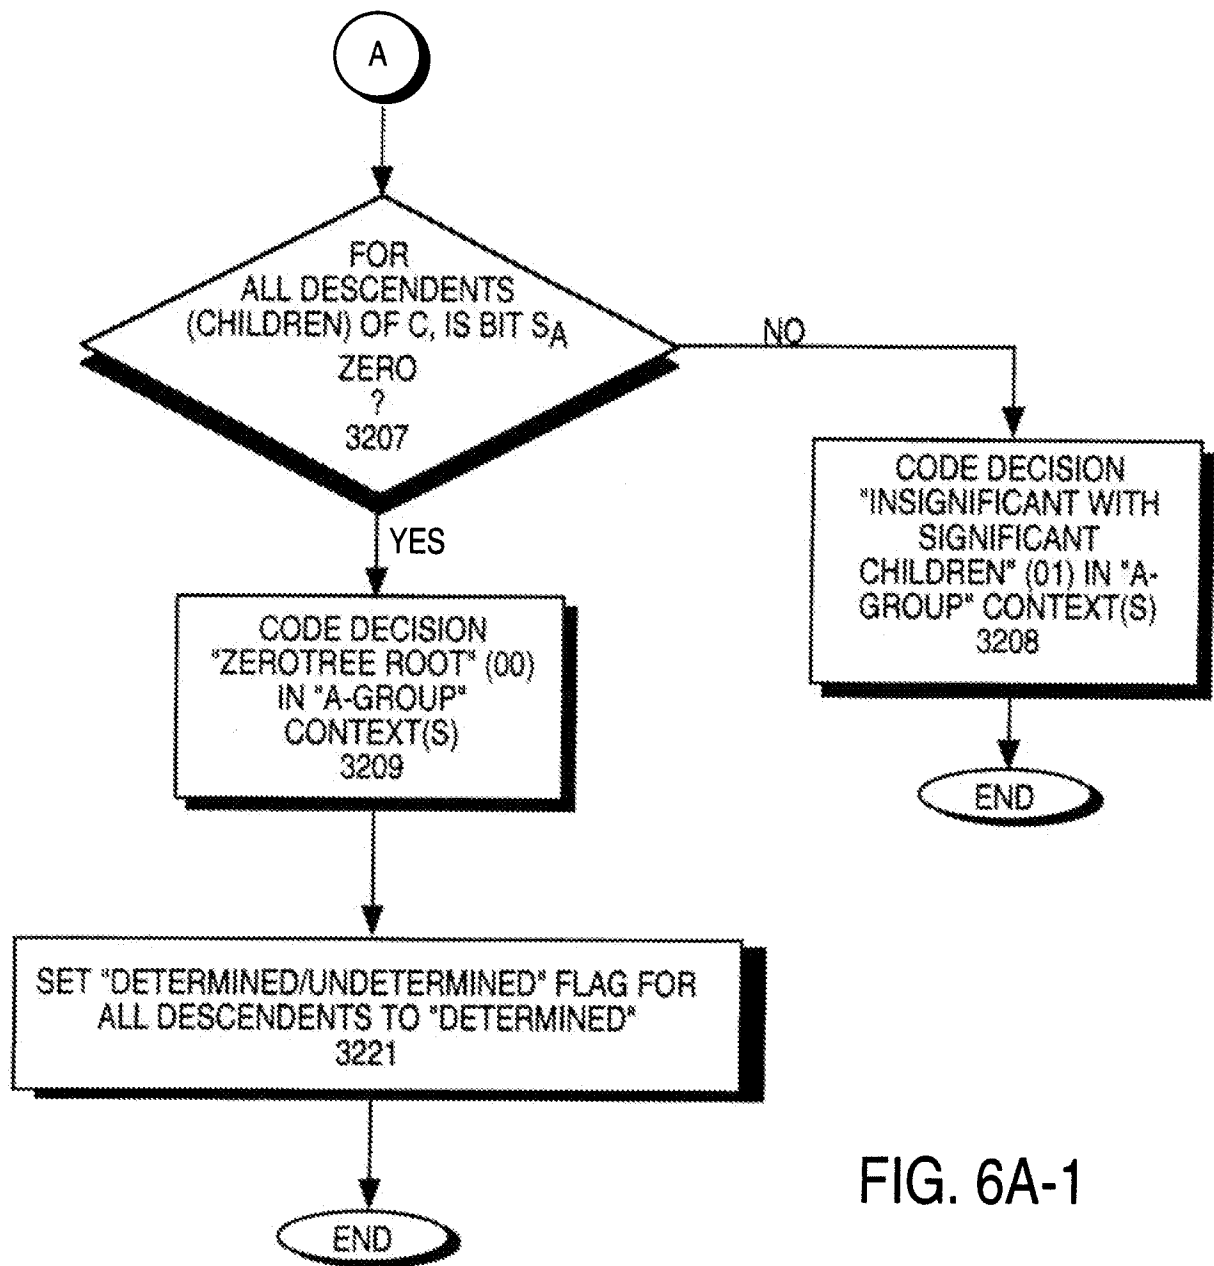 A
FOR
ALL DESCENDENTS
(CHILDREN) OF C, IS BIT SA
ZERO
?
3207
NO
YES
CODE DECISION
"INSIGNIFICANT WITH
SIGNIFICANT
CHILDREN" (01) IN "A-
GROUP" CONTEXT(S)
3208
CODE DECISION
"ZEROTREE ROOT" (00)
IN "A-GROUP"
CONTEXT(S)
3209
END
SET "DETERMINED/UNDETERMINED" FLAG FOR
ALL DESCENDENTS TO "DETERMINED"
3221
END
FIG. 6A-1